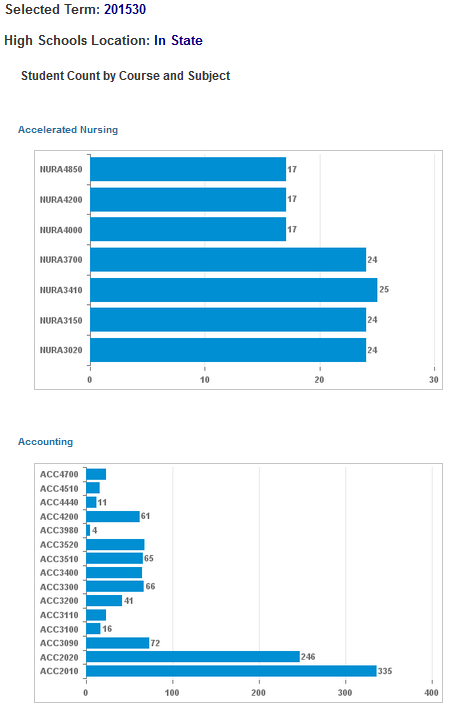 Selected Term: 201530
High Schools Location: In State
Student Count by Course and Subject
Accelerated Nursing
NURA4850 17
NURA4200 17
NURA4000 17
NURA3700 24
NURA3410 25
NURA3150 24
NURA3020 24
0 10 20 30
Accounting
ACC4700
ACC4510
ACC4440 11
ACC4200 61
ACC3980 4
ACC3520
ACC3510 65
ACC3400
ACC3300 66
ACC3200 41
ACC3110
ACC3100 16
ACC3090 72
ACC2020 246
ACC2010 335
0 100 200 300 400